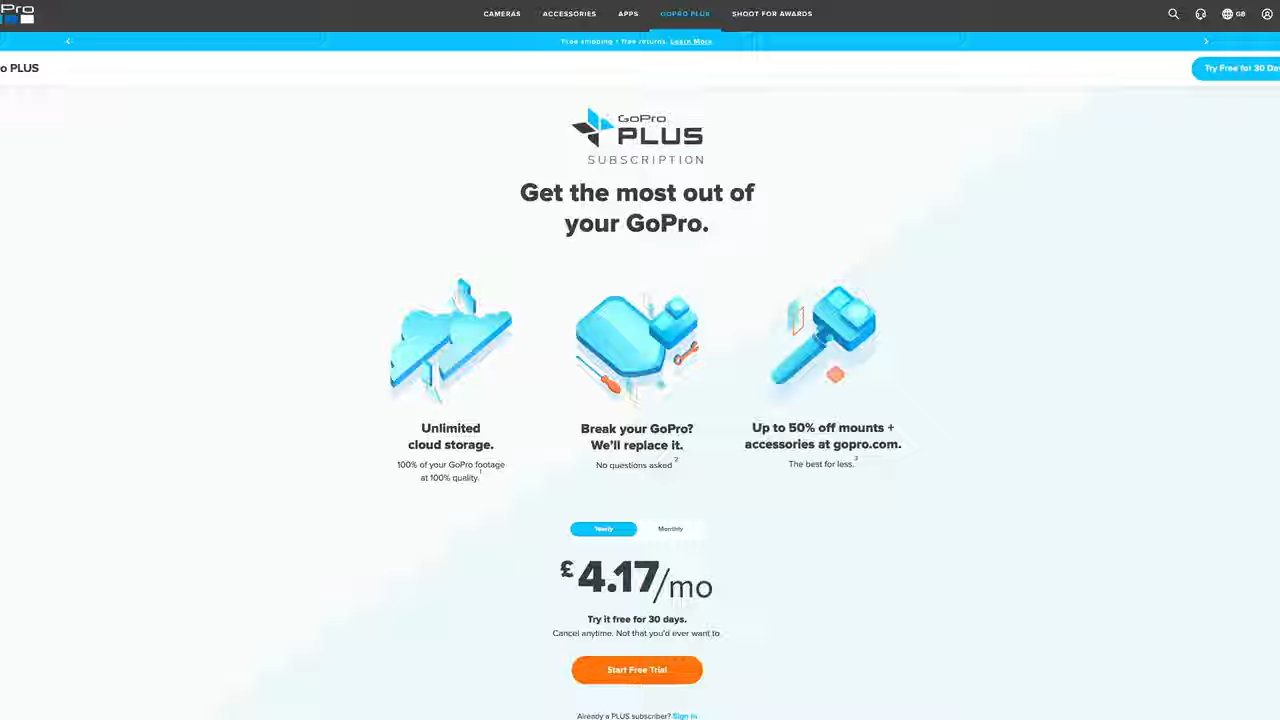 Pro
CAMERAS ACCESSORIES APPS GOPRO PLUS SHOOT FOR AWARDS GB
Free shipping + free returns. Learn More
o PLUS
Try Free for 30 Day
GoPro
PLUS
SUBSCRIPTION
Get the most out of
your GoPro.
Unlimited
cloud storage.
100% of your GoPro footage
at 100% quality.1
Break your GoPro?
We'll replace it.
No questions asked 2
Up to 50% off mounts +
accessories at gopro.com.
The best for less.3
Yearly Monthly
£4.17/mo
Try it free for 30 days.
Cancel anytime. Not that you'd ever want to
Start Free Trial
Already a PLUS subscriber? Sign in